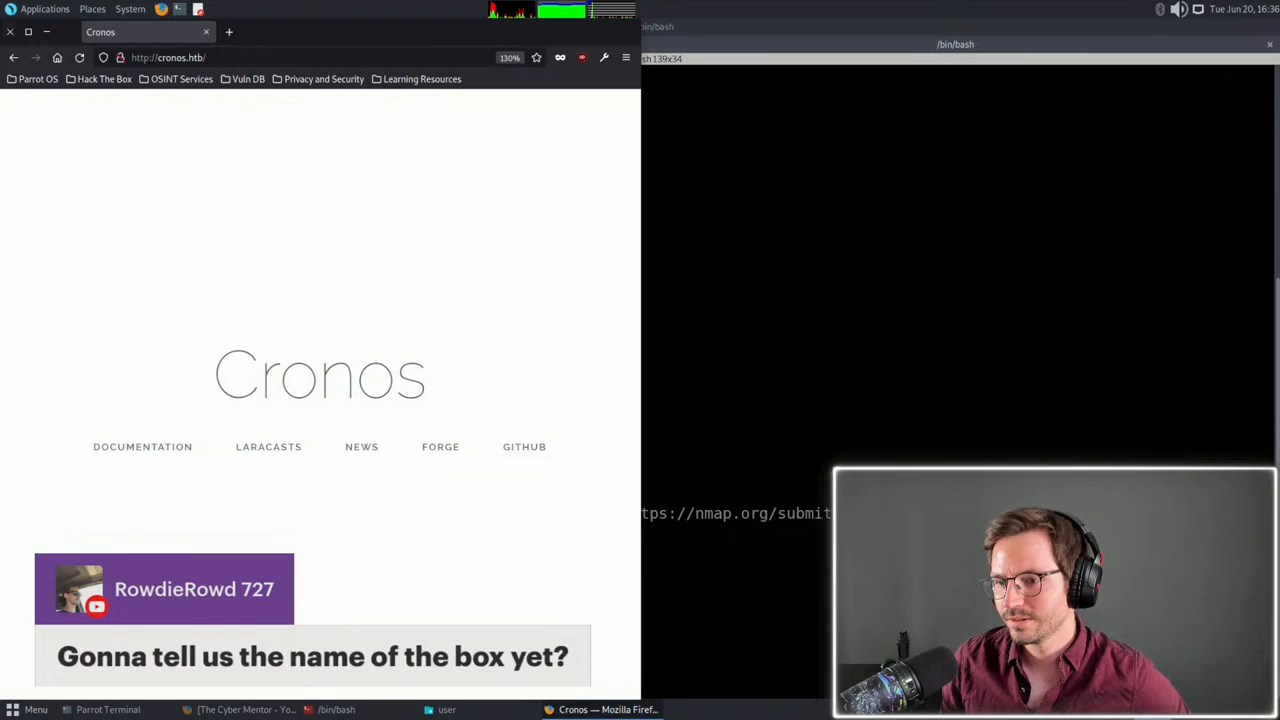 Applications Places System
Tue Jun 20, 16:36
Cronos
/bin/bash
/bin/bash
http://cronos.htb/
130%
sh 139x34
Parrot OS Hack The Box OSINT Services Vuln DB Privacy and Security Learning Resources
Cronos
DOCUMENTATION LARACASTS NEWS FORGE GITHUB
tps://nmap.org/submit
RowdieRowd 727
Gonna tell us the name of the box yet?
Menu Parrot Terminal [The Cyber Mentor - Yo... /bin/bash user Cronos — Mozilla Firef...